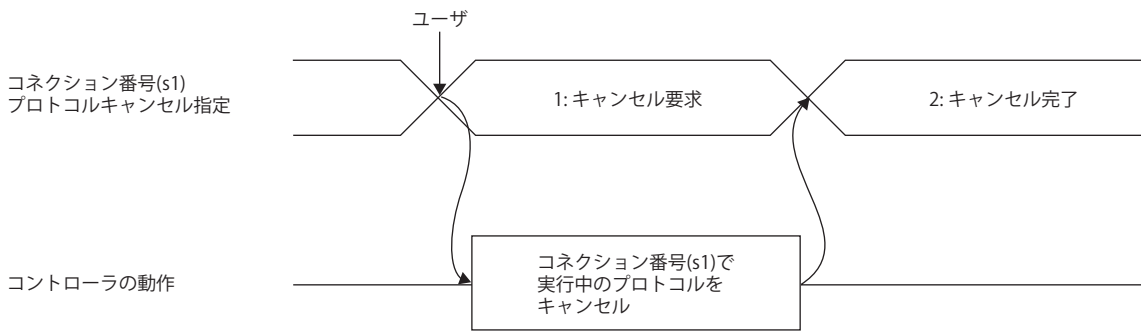 ユーザ
コネクション番号(s1)
プロトコルキャンセル指定
1: キャンセル要求
2: キャンセル完了
コントローラの動作
コネクション番号(s1)で
実行中のプロトコルを
キャンセル